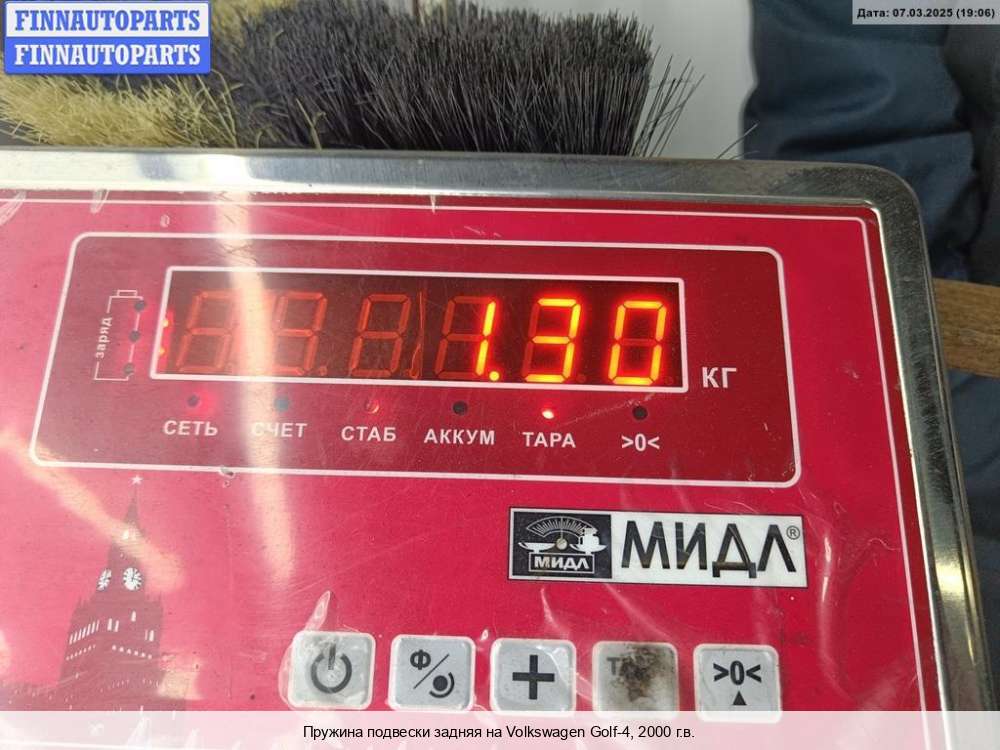 FINNAUTOPARTS
FINNAUTOPARTS
Дата: 07.03.2025 (19:06)
заряд
1.30
КГ
СЕТЬ СЧЕТ СТАБ АККУМ ТАРА >0<
МИДЛ МИДЛ®
Ф + >0<
Пружина подвески задняя на Volkswagen Golf-4, 2000 г.в.